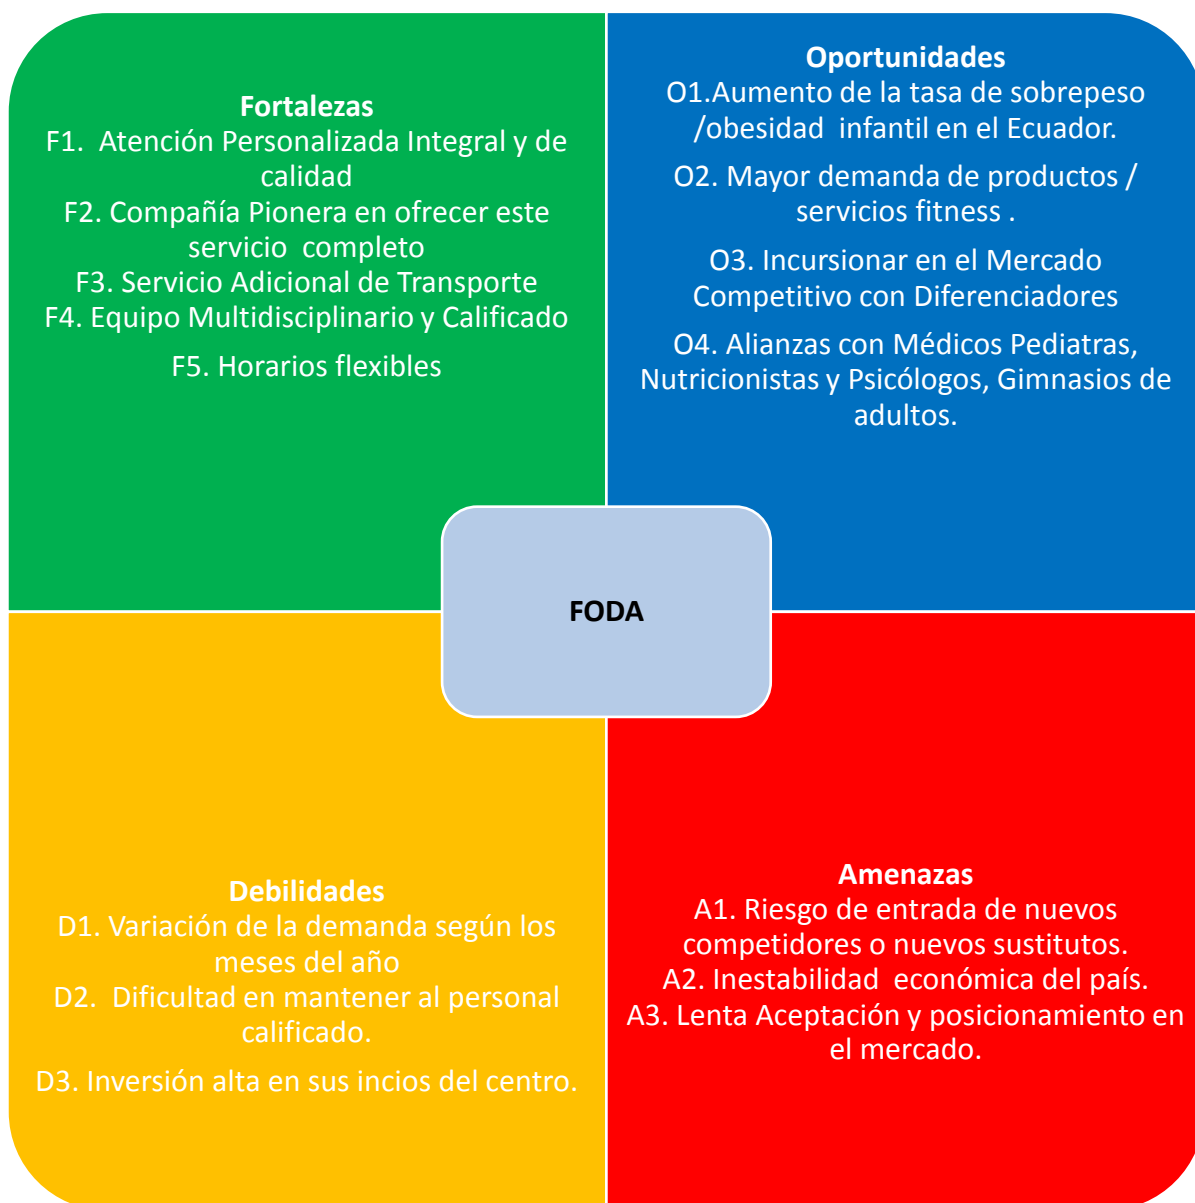 Fortalezas
F1.  Atención Personalizada Integral y de
calidad
F2. Compañía Pionera en ofrecer este
servicio  completo
F3. Servicio Adicional de Transporte
F4. Equipo Multidisciplinario y Calificado
F5. Horarios flexibles
Oportunidades
O1.Aumento de la tasa de sobrepeso
/obesidad  infantil en el Ecuador.
O2. Mayor demanda de productos /
servicios fitness .
O3. Incursionar en el Mercado
Competitivo con Diferenciadores
O4. Alianzas con Médicos Pediatras,
Nutricionistas y Psicólogos, Gimnasios de
adultos.
FODA
Debilidades
D1. Variación de la demanda según los
meses del año
D2.  Dificultad en mantener al personal
calificado.
D3. Inversión alta en sus incios del centro.
Amenazas
A1. Riesgo de entrada de nuevos
competidores o nuevos sustitutos.
A2. Inestabilidad  económica del país.
A3. Lenta Aceptación y posicionamiento en
el mercado.